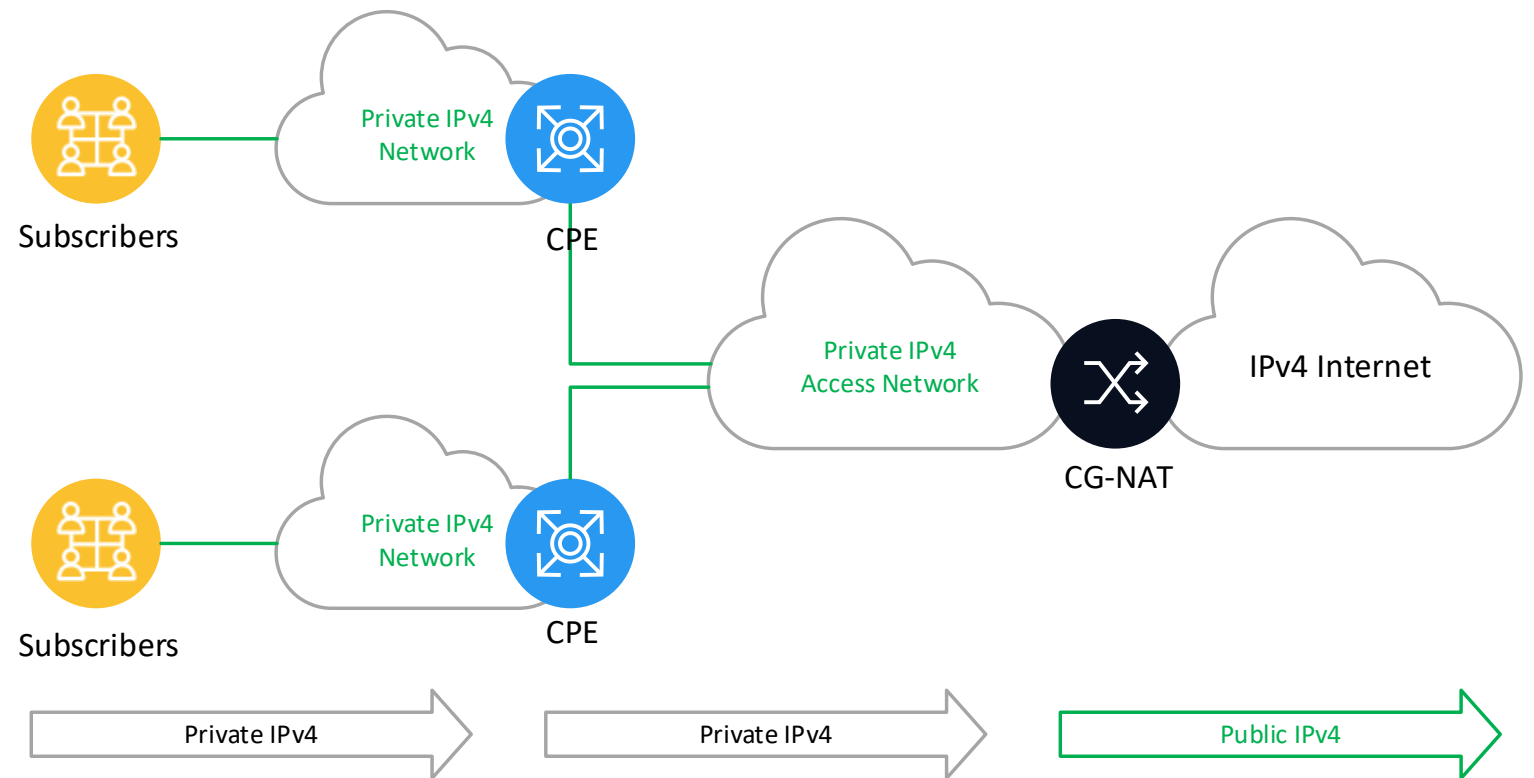 Private IPv4
Network
Subscribers
CPE
Private IPv4
Access Network
IPv4 Internet
CG-NAT
Private IPv4
Network
Subscribers
CPE
Private IPv4
Private IPv4
Public IPv4